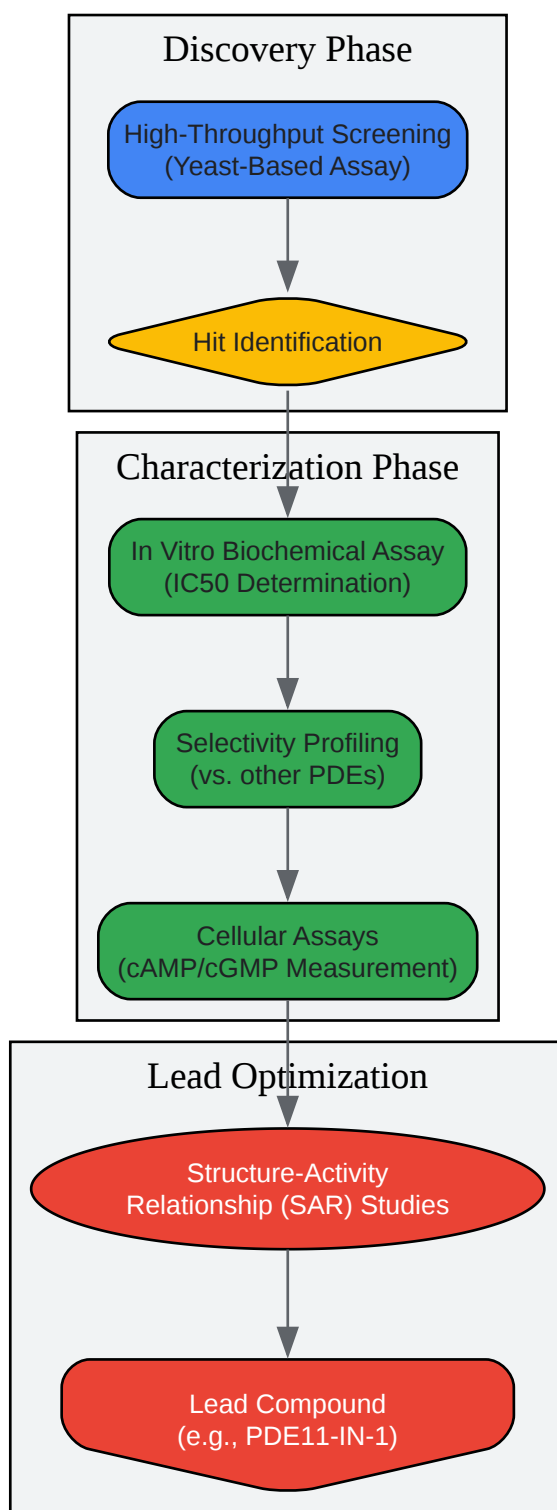 Discovery Phase
High-Throughput Screening
(Yeast-Based Assay)
Hit Identification
Characterization Phase
In Vitro Biochemical Assay
(IC50 Determination)
Selectivity Profiling
(vs. other PDEs)
Cellular Assays
(cAMP/cGMP Measurement)
Lead Optimization
Structure-Activity
Relationship (SAR) Studies
Lead Compound
(e.g., PDE11-IN-1)